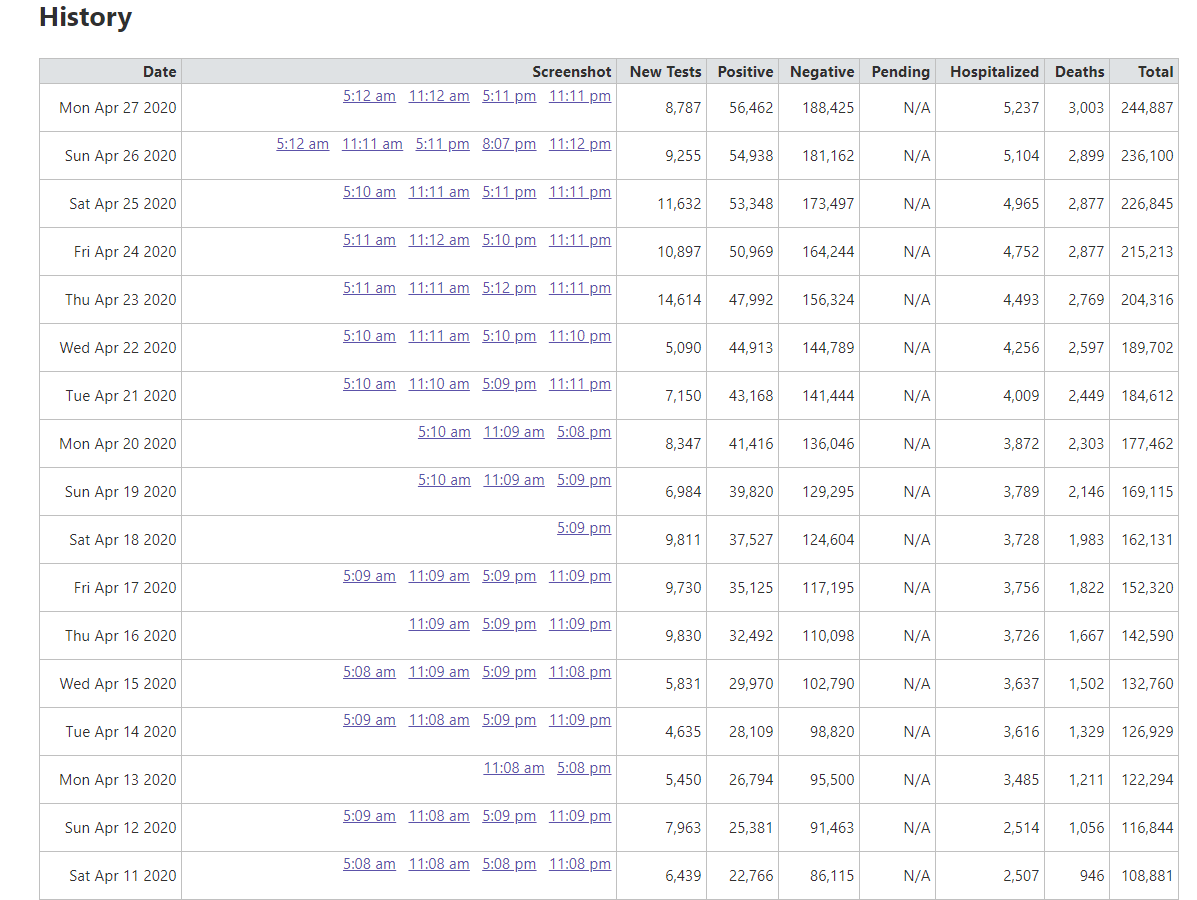 History
Date Screenshot New Tests Positive Negative Pending Hospitalized Deaths Total
Mon Apr 27 2020 5:12 am 11:12 am 5:11 pm 11:11 pm 8,787 56,462 188,425 N/A 5,237 3,003 244,887
Sun Apr 26 2020 5:12 am 11:11 am 5:11 pm 8:07 pm 11:12 pm 9,255 54,938 181,162 N/A 5,104 2,899 236,100
Sat Apr 25 2020 5:10 am 11:11 am 5:11 pm 11:11 pm 11,632 53,348 173,497 N/A 4,965 2,877 226,845
Fri Apr 24 2020 5:11 am 11:12 am 5:10 pm 11:11 pm 10,897 50,969 164,244 N/A 4,752 2,877 215,213
Thu Apr 23 2020 5:11 am 11:11 am 5:12 pm 11:11 pm 14,614 47,992 156,324 N/A 4,493 2,769 204,316
Wed Apr 22 2020 5:10 am 11:11 am 5:10 pm 11:10 pm 5,090 44,913 144,789 N/A 4,256 2,597 189,702
Tue Apr 21 2020 5:10 am 11:10 am 5:09 pm 11:11 pm 7,150 43,168 141,444 N/A 4,009 2,449 184,612
Mon Apr 20 2020 5:10 am 11:09 am 5:08 pm 8,347 41,416 136,046 N/A 3,872 2,303 177,462
Sun Apr 19 2020 5:10 am 11:09 am 5:09 pm 6,984 39,820 129,295 N/A 3,789 2,146 169,115
Sat Apr 18 2020 5:09 pm 9,811 37,527 124,604 N/A 3,728 1,983 162,131
Fri Apr 17 2020 5:09 am 11:09 am 5:09 pm 11:09 pm 9,730 35,125 117,195 N/A 3,756 1,822 152,320
Thu Apr 16 2020 11:09 am 5:09 pm 11:09 pm 9,830 32,492 110,098 N/A 3,726 1,667 142,590
Wed Apr 15 2020 5:08 am 11:09 am 5:09 pm 11:08 pm 5,831 29,970 102,790 N/A 3,637 1,502 132,760
Tue Apr 14 2020 5:09 am 11:08 am 5:09 pm 11:09 pm 4,635 28,109 98,820 N/A 3,616 1,329 126,929
Mon Apr 13 2020 11:08 am 5:08 pm 5,450 26,794 95,500 N/A 3,485 1,211 122,294
Sun Apr 12 2020 5:09 am 11:08 am 5:09 pm 11:09 pm 7,963 25,381 91,463 N/A 2,514 1,056 116,844
Sat Apr 11 2020 5:08 am 11:08 am 5:08 pm 11:08 pm 6,439 22,766 86,115 N/A 2,507 946 108,881